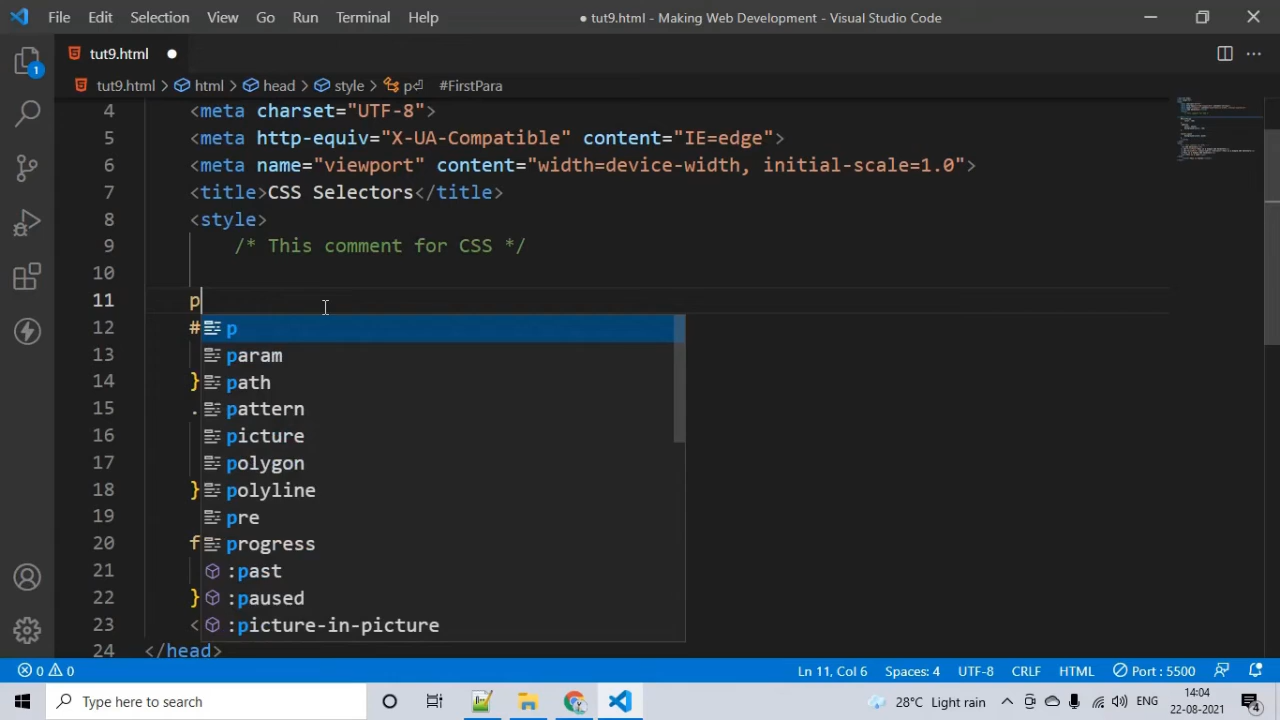 File Edit Selection View Go Run Terminal Help ● tut9.html - Making Web Development - Visual Studio Code
tut9.html ●
tut9.html > html > head > style > p⏎ #FirstPara
1
4 <meta charset="UTF-8">
5 <meta http-equiv="X-UA-Compatible" content="IE=edge">
6 <meta name="viewport" content="width=device-width, initial-scale=1.0">
7 <title>CSS Selectors</title>
8 <style>
9 /* This comment for CSS */
10
11 p
12 #
p
13
param
14 }
path
15 .
pattern
16
picture
17
polygon
18 }
polyline
19
pre
20 f
progress
21
:past
22 }
:paused
23 <
:picture-in-picture
24 </head>
0 0 Ln 11, Col 6 Spaces: 4 UTF-8 CRLF HTML Port : 5500
Type here to search 28°C Light rain ENG 14:04 22-08-2021 4